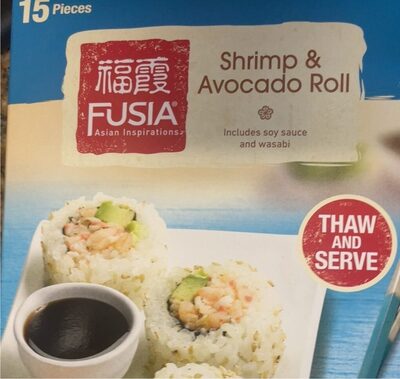 15 Pieces
福霞
FUSIA®
Asian Inspirations
Shrimp &
Avocado Roll
Includes soy sauce
and wasabi
THAW
AND
SERVE